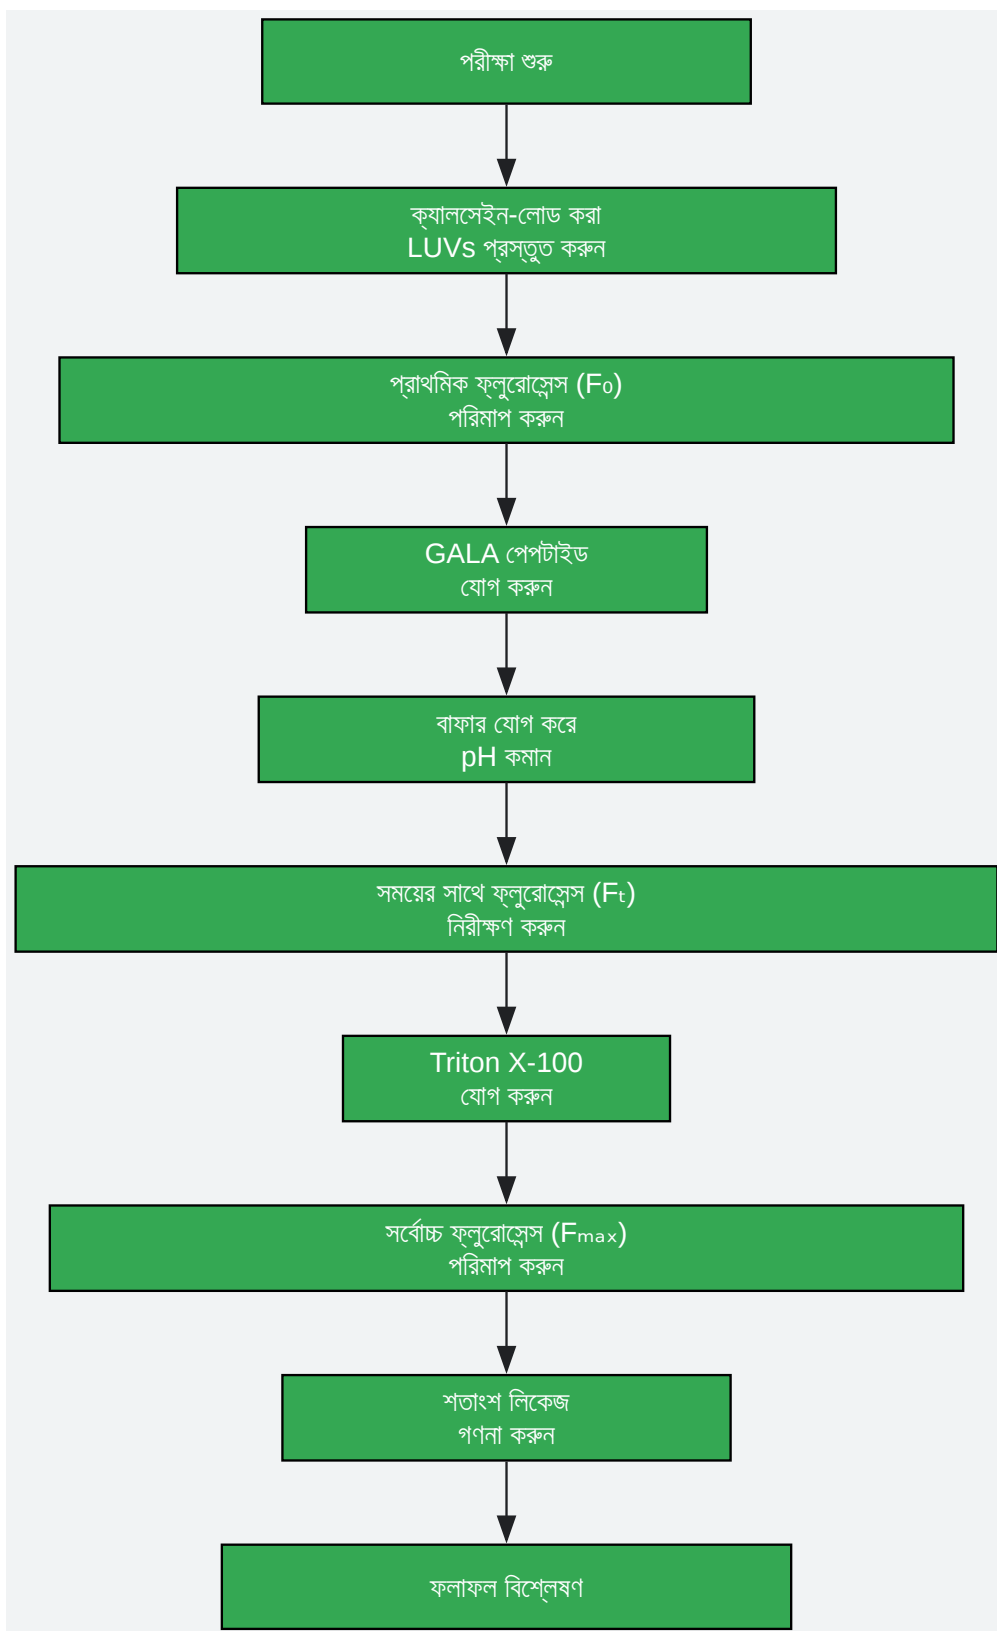 পরীক্ষা শুরু
ক্যালসেইন-লোড করা
LUVs প্রস্তুত করুন
প্রাথমিক ফ্লুরোসেন্স (F₀)
পরিমাপ করুন
GALA পেপটাইড
যোগ করুন
বাফার যোগ করে
pH কমান
সময়ের সাথে ফ্লুরোসেন্স (Fₜ)
নিরীক্ষণ করুন
Triton X-100
যোগ করুন
সর্বোচ্চ ফ্লুরোসেন্স (Fₘₐₓ)
পরিমাপ করুন
শতাংশ লিকেজ
গণনা করুন
ফলাফল বিশ্লেষণ